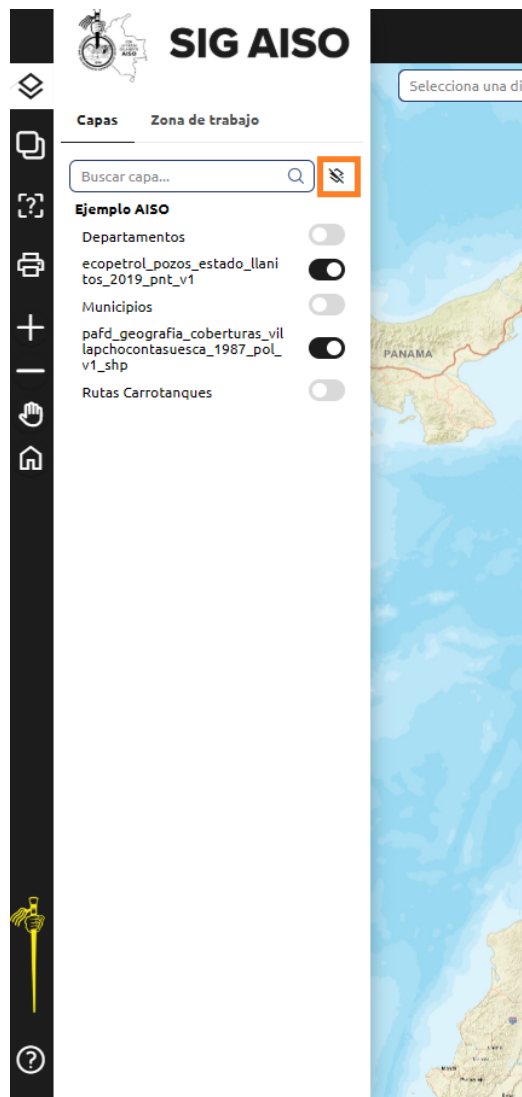 SIG AISO
AISO
Selecciona una di
Capas Zona de trabajo
Buscar capa...
Ejemplo AISO
Departamentos
ecopetrol_pozos_estado_llani
tos_2019_pnt_v1
Municipios
pafd_geografia_coberturas_vil
lapchocontasuesca_1987_pol_
v1_shp
Rutas Carrotanques
PANAMA